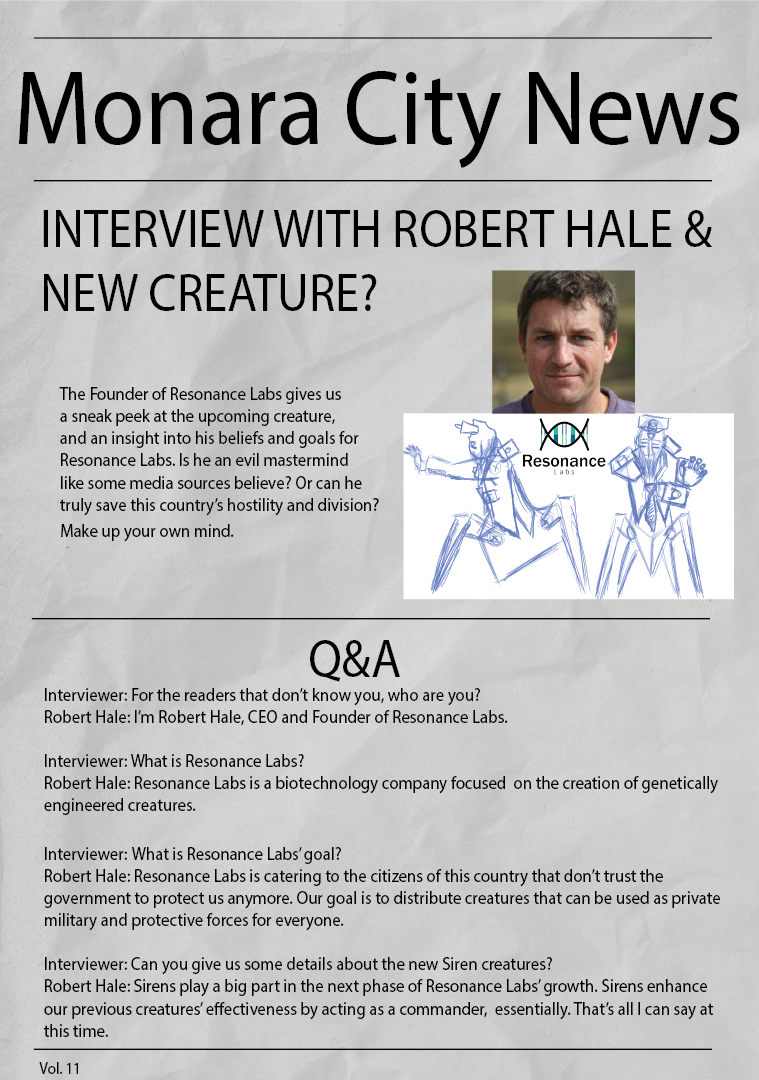 Monara City News
INTERVIEW WITH ROBERT HALE &
NEW CREATURE?
The Founder of Resonance Labs gives us
a sneak peek at the upcoming creature,
and an insight into his beliefs and goals for
Resonance Labs. Is he an evil mastermind
like some media sources believe? Or can he
truly save this country’s hostility and division?
Make up your own mind.
Resonance
Labs
Q&A
Interviewer: For the readers that don’t know you, who are you?
Robert Hale: I’m Robert Hale, CEO and Founder of Resonance Labs.
Interviewer: What is Resonance Labs?
Robert Hale: Resonance Labs is a biotechnology company focused  on the creation of genetically
engineered creatures.
Interviewer: What is Resonance Labs’ goal?
Robert Hale: Resonance Labs is catering to the citizens of this country that don’t trust the
government to protect us anymore. Our goal is to distribute creatures that can be used as private
military and protective forces for everyone.
Interviewer: Can you give us some details about the new Siren creatures?
Robert Hale: Sirens play a big part in the next phase of Resonance Labs’ growth. Sirens enhance
our previous creatures’ effectiveness by acting as a commander,  essentially. That’s all I can say at
this time.
Vol. 11